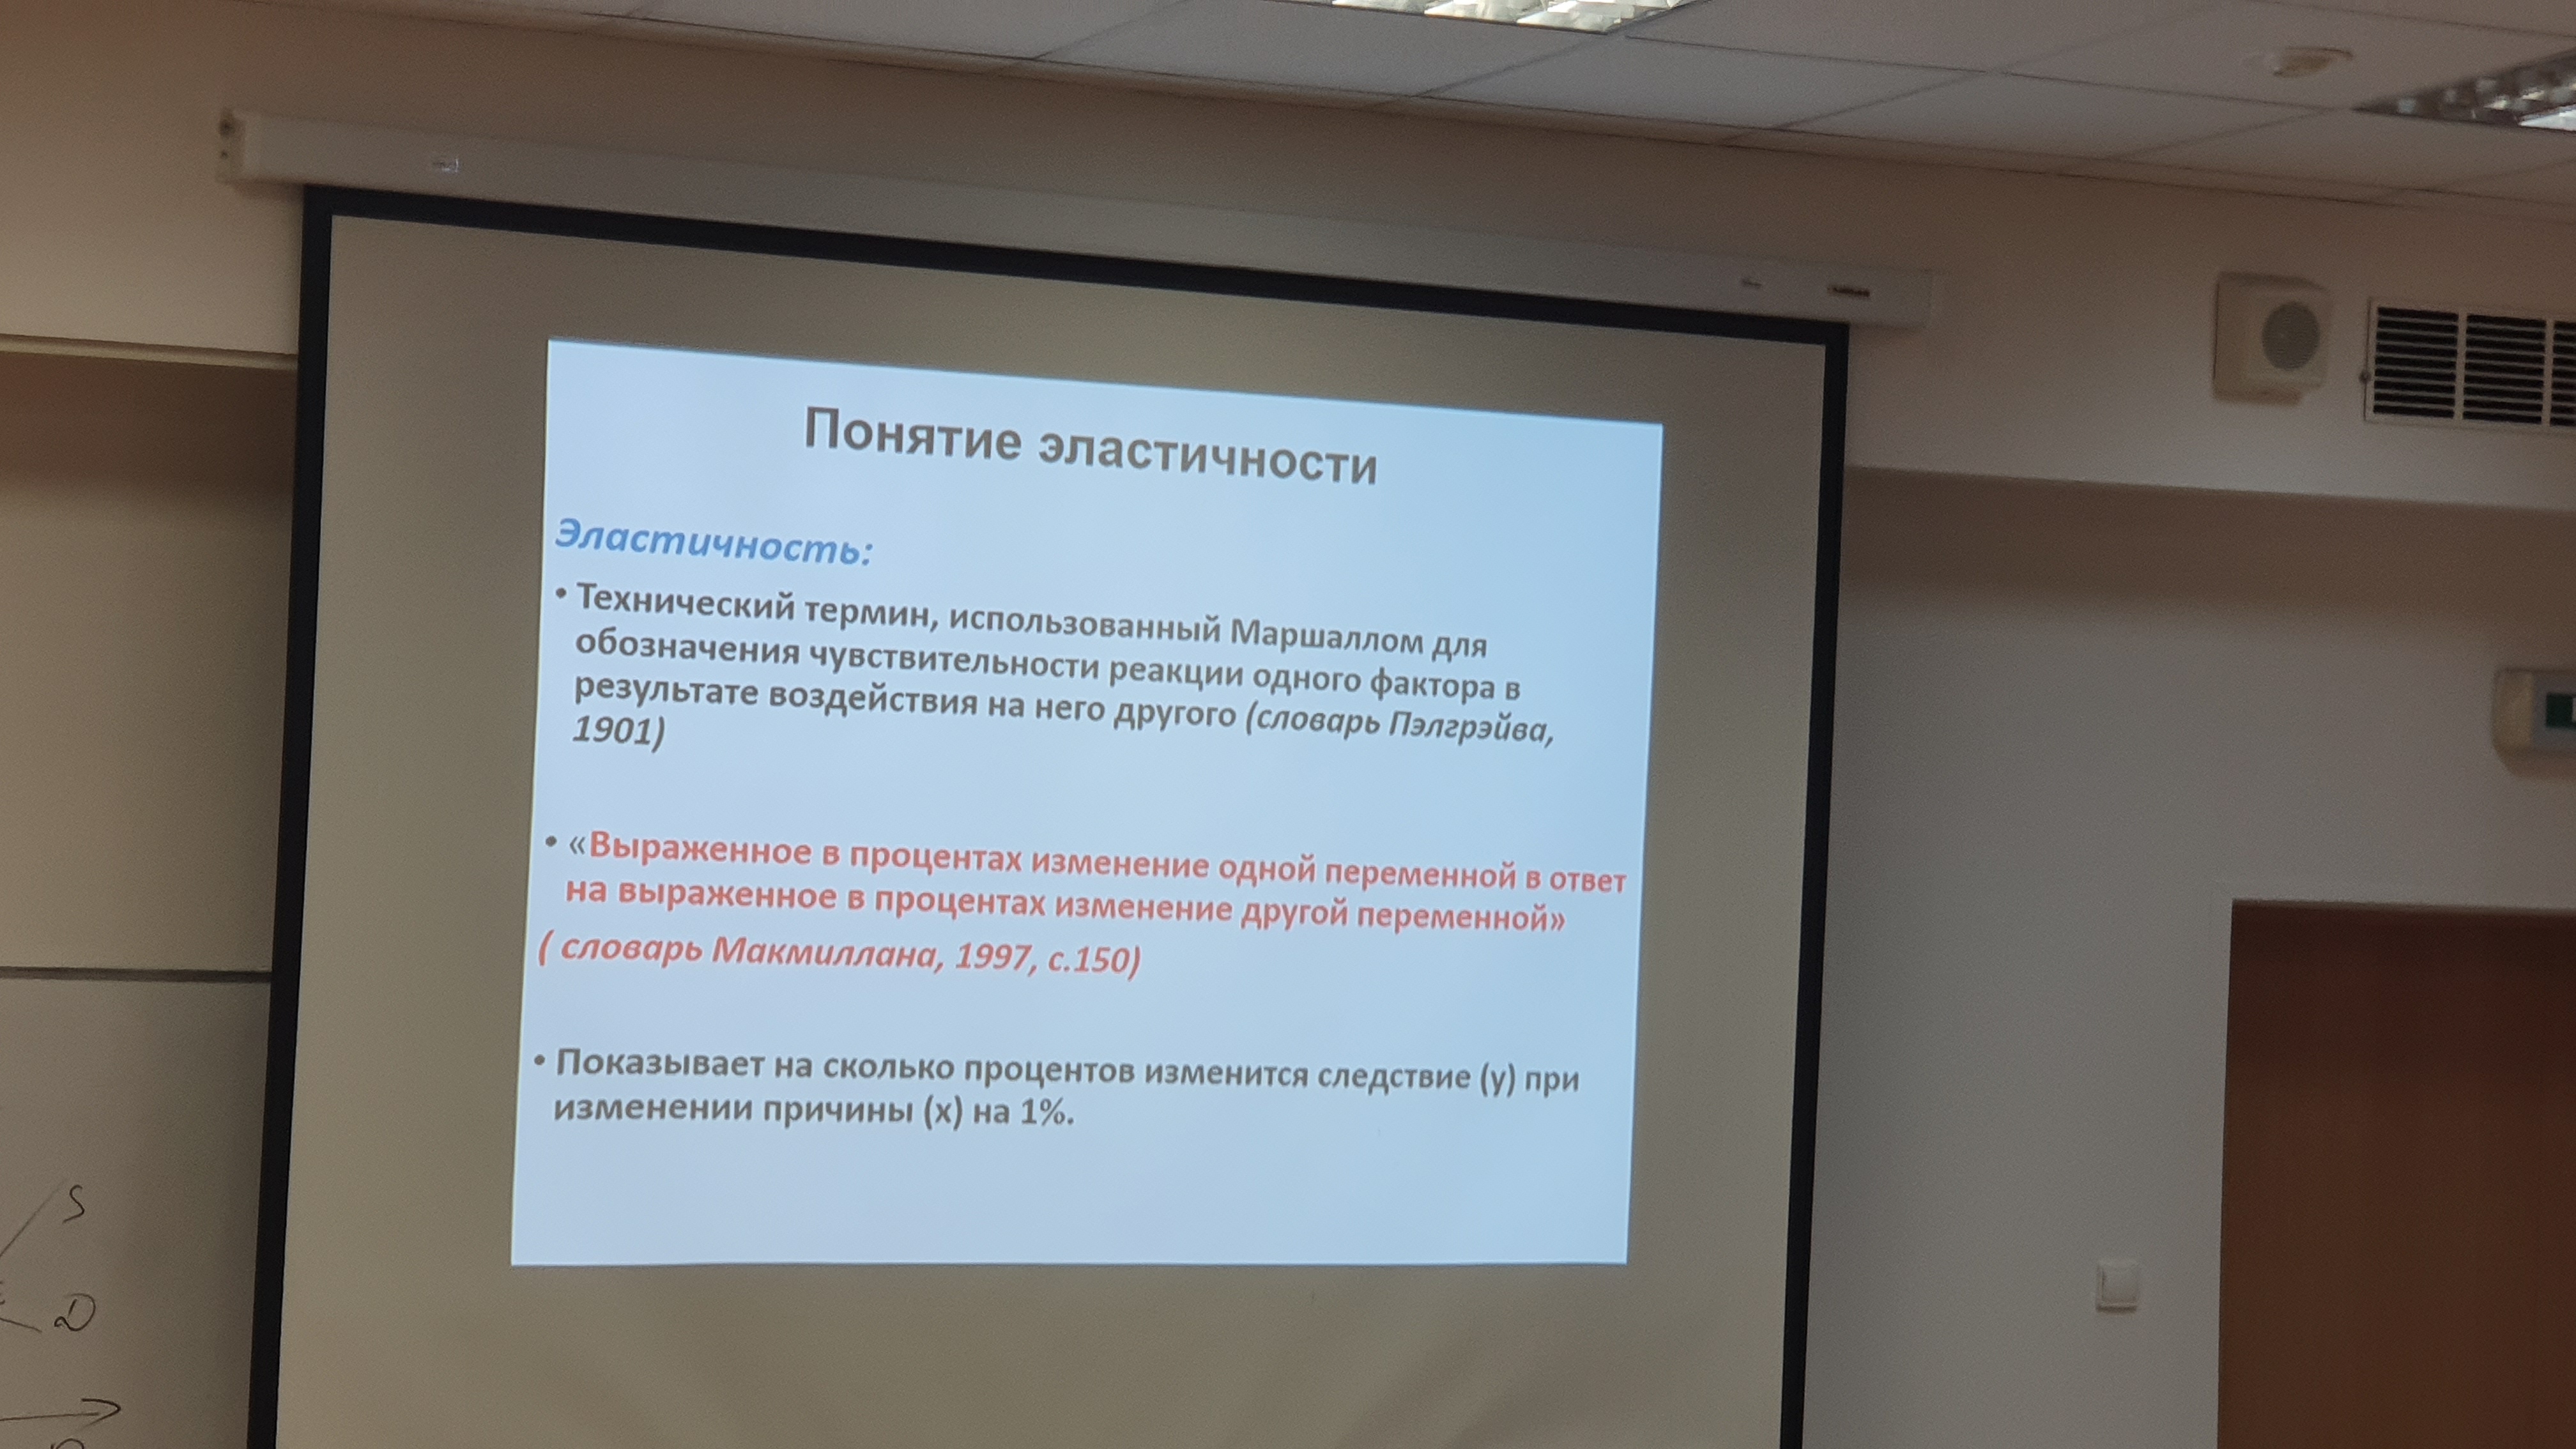 Понятие эластичности
Эластичность:
• Технический термин, использованный Маршаллом для
обозначения чувствительности реакции одного фактора в
результате воздействия на него другого (словарь Пэлгрэйва,
1901)
• «Выраженное в процентах изменение одной переменной в ответ
на выраженное в процентах изменение другой переменной»
( словарь Макмиллана, 1997, с.150)
• Показывает на сколько процентов изменится следствие (y) при
изменении причины (x) на 1%.
S
D